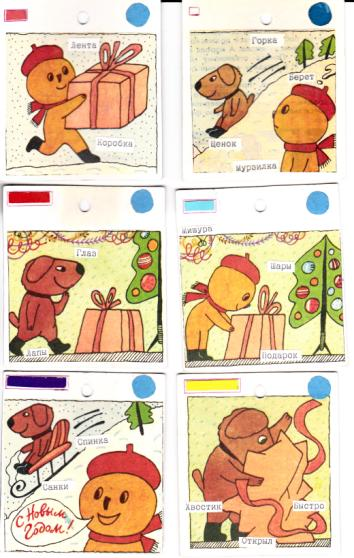 Лента
Коробка
Горка
Берет
Щенок
Мурзилка
Глаз
Лапы
Мишура
Шары
Подарок
Спинка
Санки
С Новым
Годом!
Хвостик
Быстро
Открыл